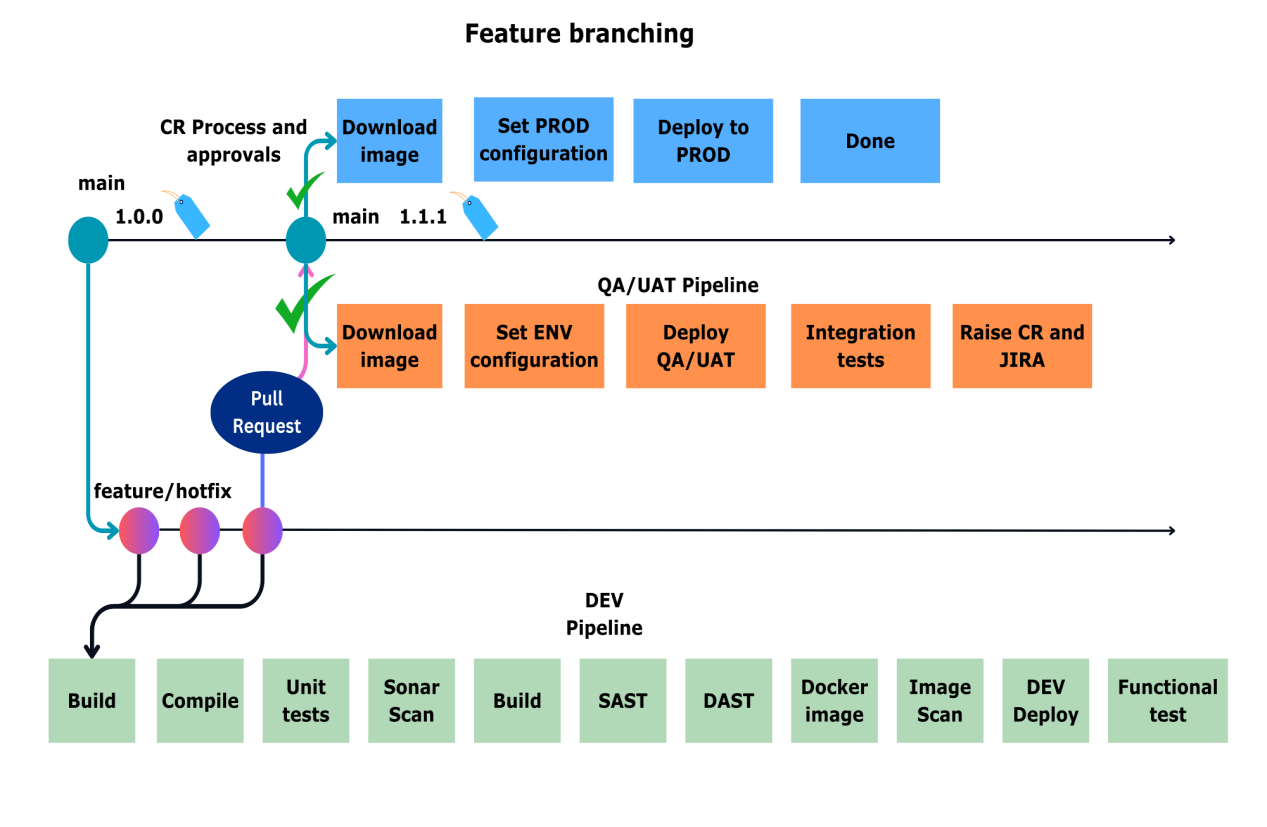 Feature branching
CR Process and
approvals
Download
image
Set PROD
configuration
Deploy to
PROD
Done
main
1.0.0
main 1.1.1
QA/UAT Pipeline
Download
image
Set ENV
configuration
Deploy
QA/UAT
Integration
tests
Raise CR and
JIRA
Pull
Request
feature/hotfix
DEV
Pipeline
Build
Compile
Unit
tests
Sonar
Scan
Build
SAST
DAST
Docker
image
Image
Scan
DEV
Deploy
Functional
test